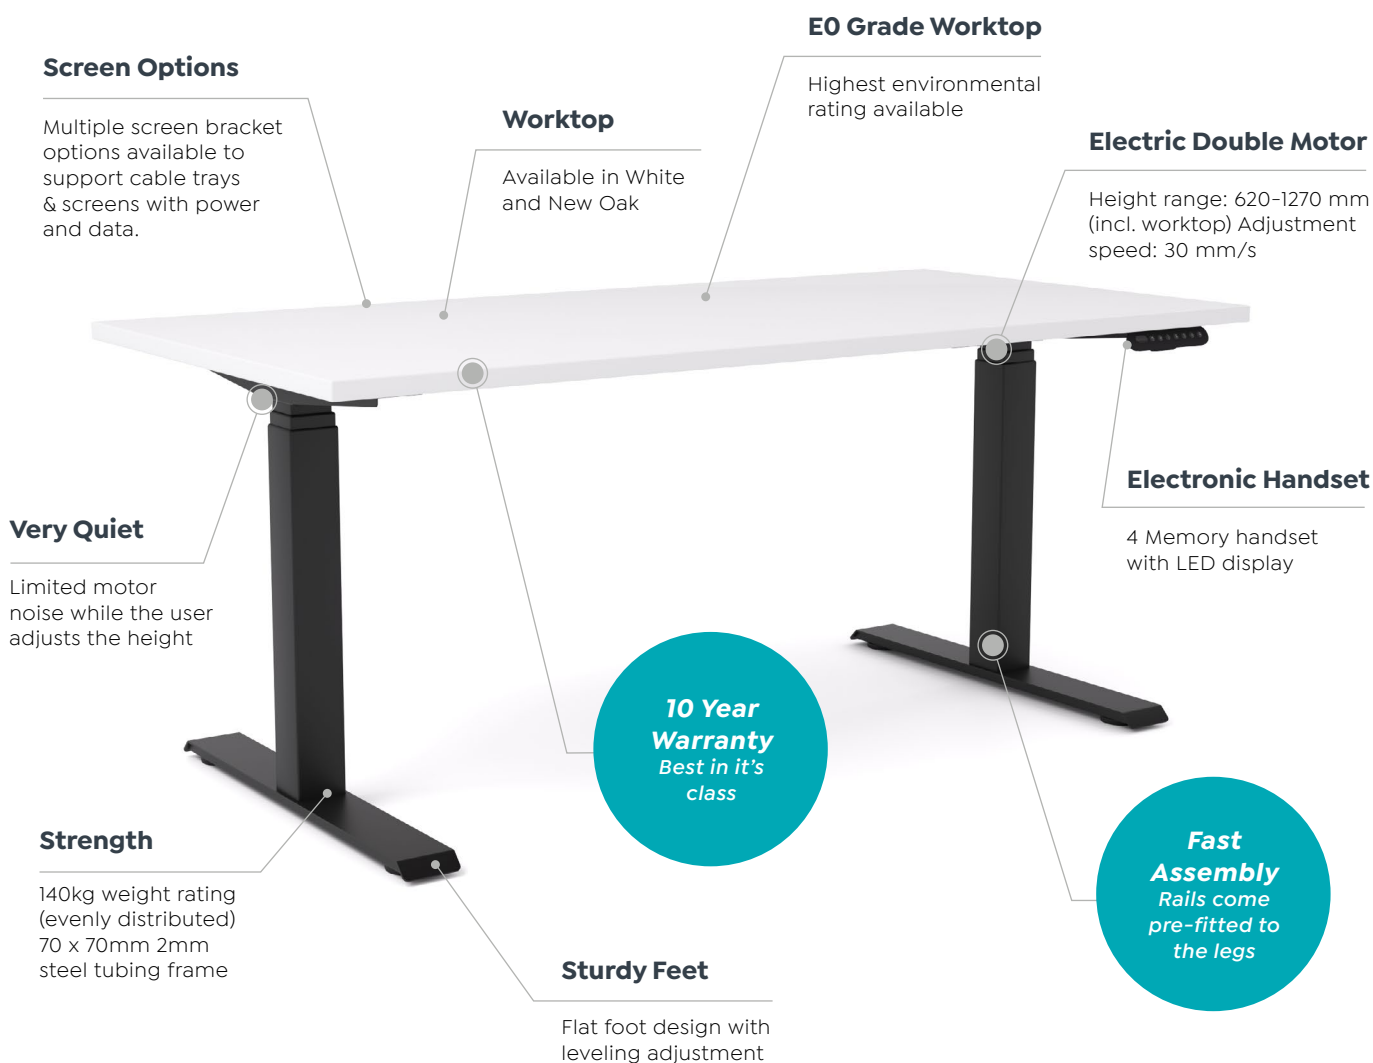 E0 Grade Worktop
Highest environmental
rating available
Screen Options
Multiple screen bracket
options available to
support cable trays
& screens with power
and data.
Worktop
Available in White
and New Oak
Electric Double Motor
Height range: 620-1270 mm
(incl. worktop) Adjustment
speed: 30 mm/s
Electronic Handset
4 Memory handset
with LED display
Very Quiet
Limited motor
noise while the user
adjusts the height
10 Year
Warranty
Best in it's
class
Fast
Assembly
Rails come
pre-fitted to
the legs
Strength
140kg weight rating
(evenly distributed)
70 x 70mm 2mm
steel tubing frame
Sturdy Feet
Flat foot design with
leveling adjustment